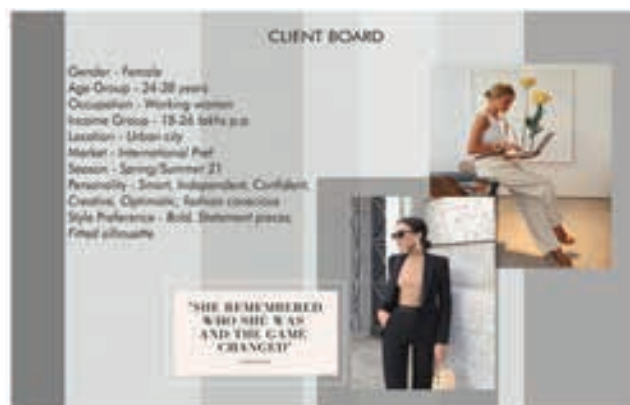 CLIENT BOARD
Gender - Female
Age Group - 24-38 years
Occupation - Working women
Income Group - 18-26 lakhs p.a
Location - Urban city
Market - International Pret
Season - Spring/Summer 21
Personality - Smart, Independent, Confident,
Creative, Optimistic, fashion conscious
Style Preference - Bold, Statement pieces,
Fitted silhouette
"SHE REMEMBERED
WHO SHE WAS
AND THE GAME
CHANGED"